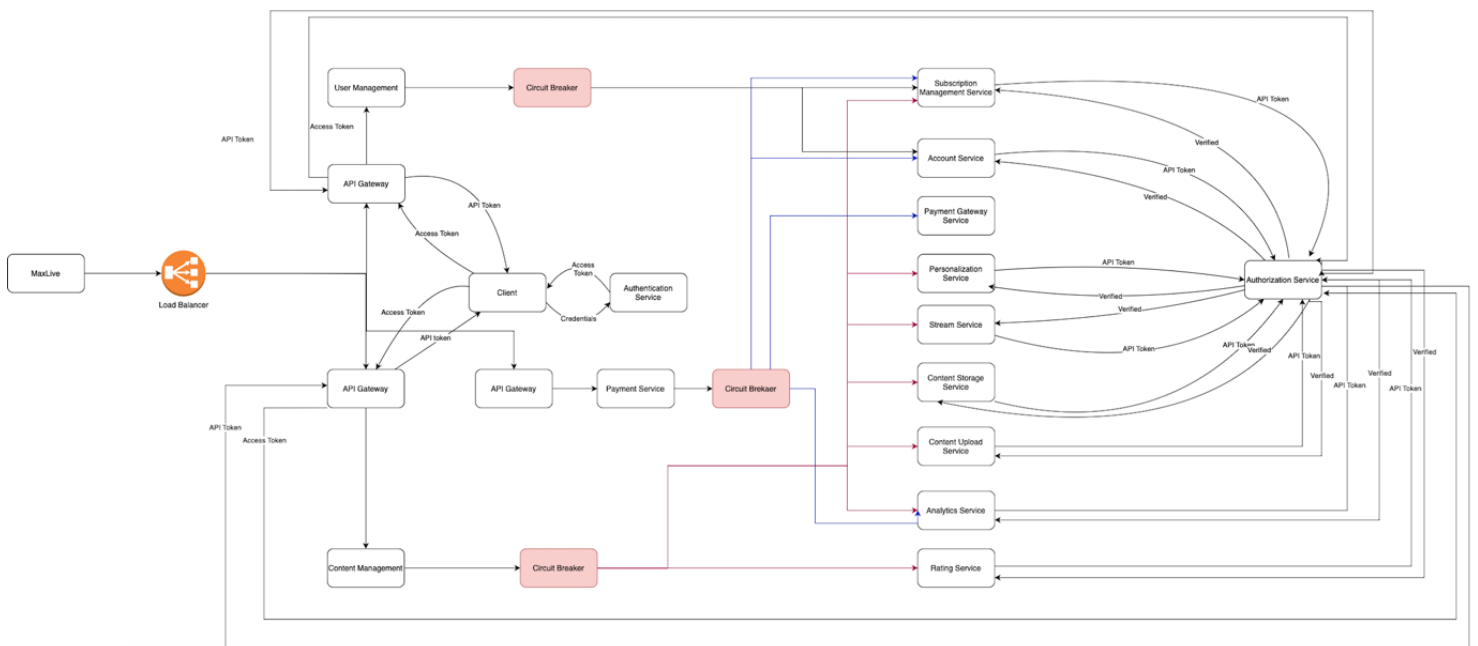 User Management
Circuit Breaker
Subscription
Management Service
API Token
Access Token
API Token
Verified
API Gateway
Account Service
API Token
Verified
API Token
Access Token
Payment Gateway
Service
MaxLive
Load Balancer
Client
Access
Token
Authentication
Service
Credentials
Personalization
Service
API Token
Verified
Authorization Service
Access Token
API token
Stream Service
Verified
API Token
API Token
Verified
API Token
Verified
Verified
API Token
Verified
API Token
API Gateway
API Gateway
Payment Service
Circuit Brekaer
Content Storage
Service
API Token
Access Token
Content Upload
Service
Analytics Service
Content Management
Circuit Breaker
Rating Service